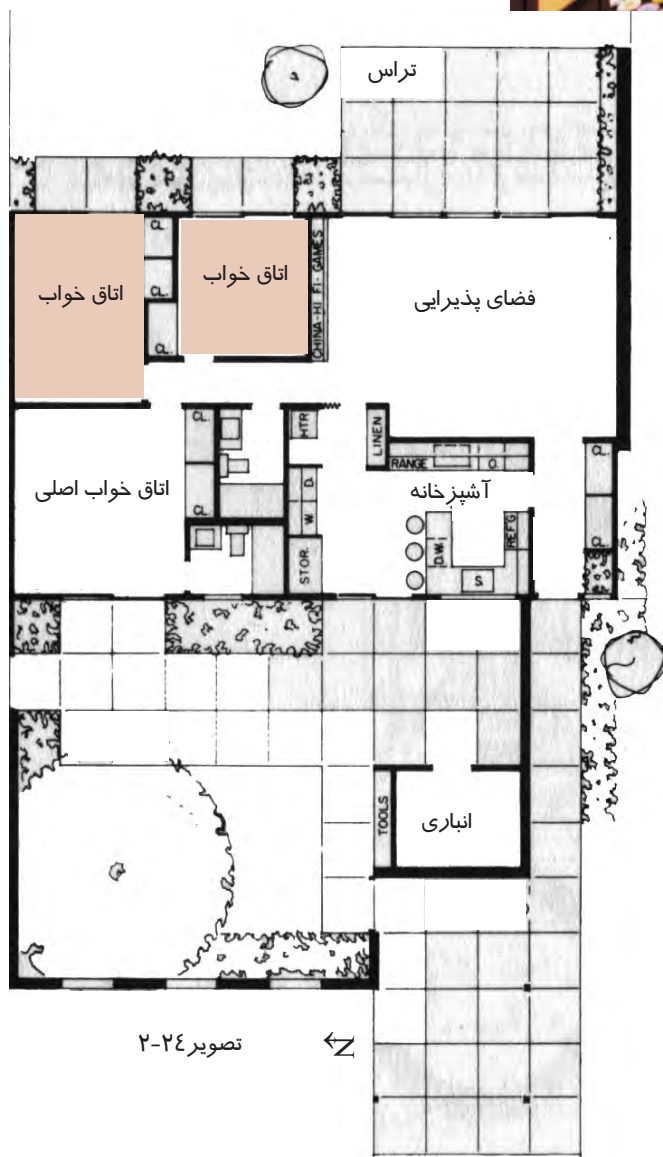 تراس
CL.
CL.
CL.
اتاق خواب
اتاق خواب
CHINA-HI FI-GAMES
فضای پذیرایی
CL.
CL.
اتاق خواب اصلی
HTR
LINEN
RANGE O.
آشپزخانه
D.
W.
STOR.
D.W.
S
REF'G
CL.
CL.
TOOLS
انباری
تصویر ۲۴-۲
N